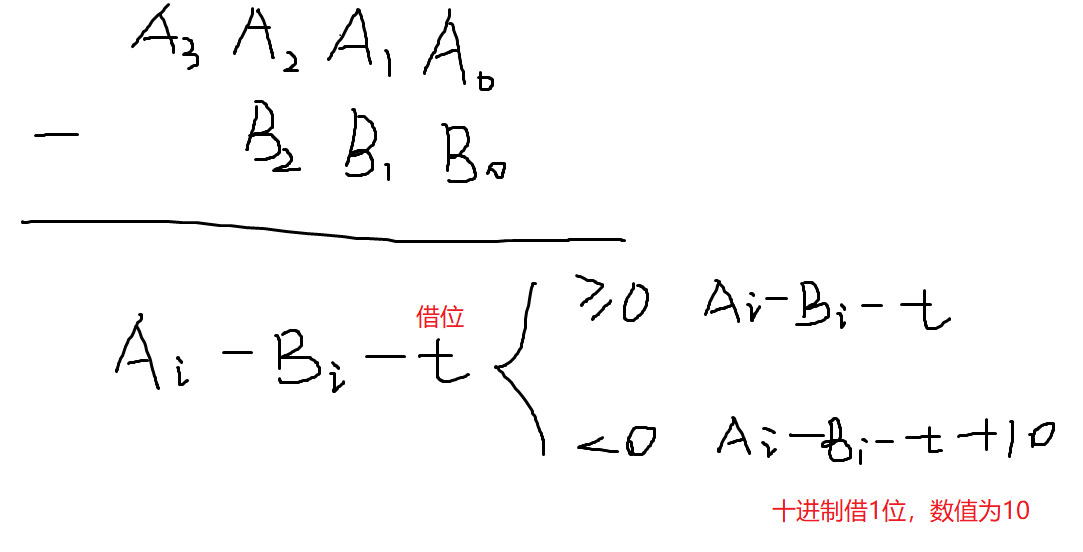 A₃ A₂ A₁ A₀
− B₂ B₁ B₀
借位
≥0 Aᵢ−Bᵢ−t
Aᵢ−Bᵢ−t
<0 Aᵢ−Bᵢ−t+10
十进制借1位，数值为10